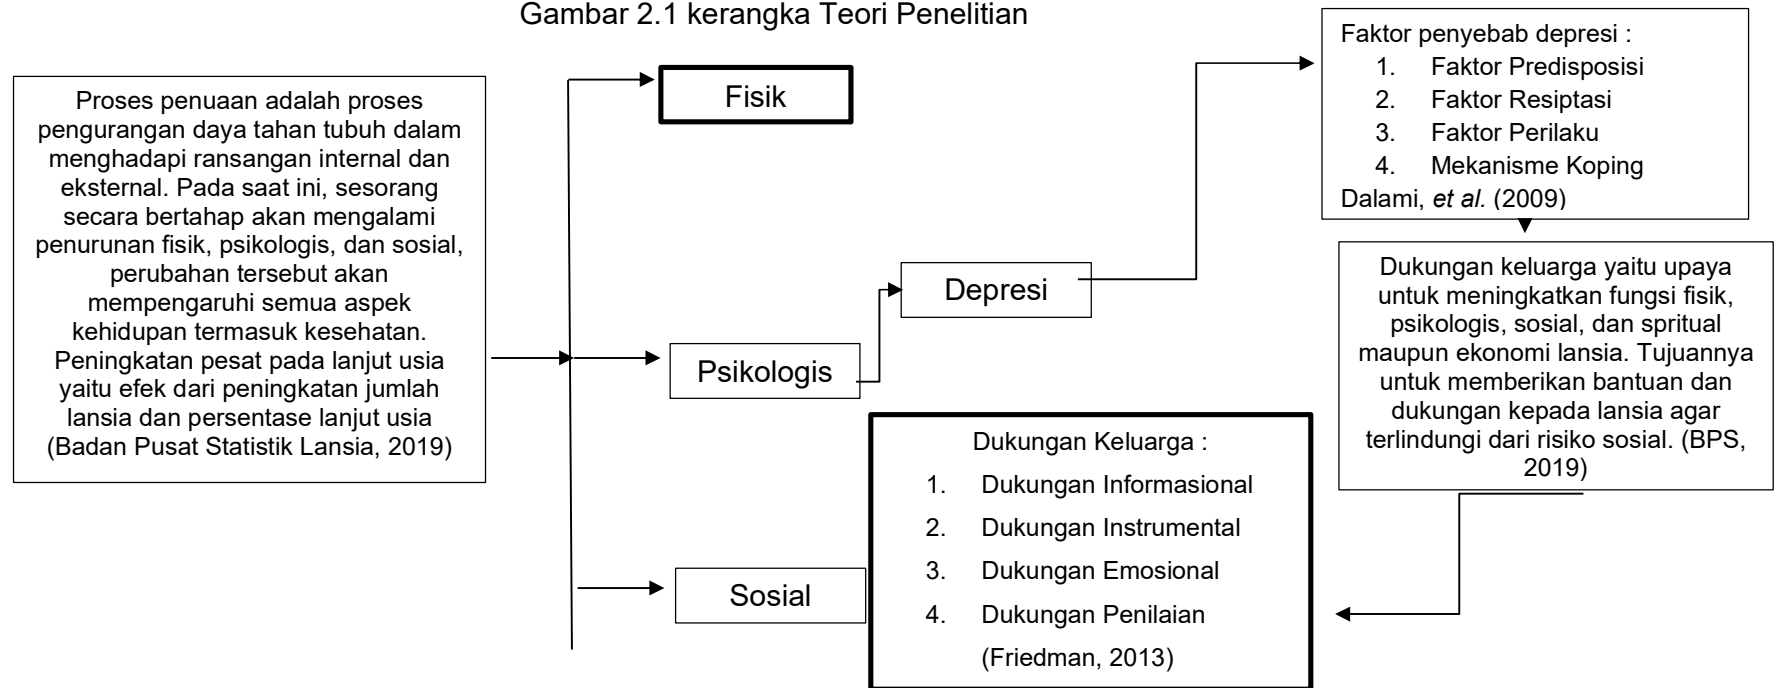 Gambar 2.1 kerangka Teori Penelitian
Proses penuaan adalah proses
pengurangan daya tahan tubuh dalam
menghadapi ransangan internal dan
eksternal. Pada saat ini, sesorang
secara bertahap akan mengalami
penurunan fisik, psikologis, dan sosial,
perubahan tersebut akan
mempengaruhi semua aspek
kehidupan termasuk kesehatan.
Peningkatan pesat pada lanjut usia
yaitu efek dari peningkatan jumlah
lansia dan persentase lanjut usia
(Badan Pusat Statistik Lansia, 2019)
Fisik
Psikologis
Sosial
Depresi
Faktor penyebab depresi :
1. Faktor Predisposisi
2. Faktor Resiptasi
3. Faktor Perilaku
4. Mekanisme Koping
Dalami, et al. (2009)
Dukungan keluarga yaitu upaya
untuk meningkatkan fungsi fisik,
psikologis, sosial, dan spritual
maupun ekonomi lansia. Tujuannya
untuk memberikan bantuan dan
dukungan kepada lansia agar
terlindungi dari risiko sosial. (BPS,
2019)
Dukungan Keluarga :
1. Dukungan Informasional
2. Dukungan Instrumental
3. Dukungan Emosional
4. Dukungan Penilaian
(Friedman, 2013)